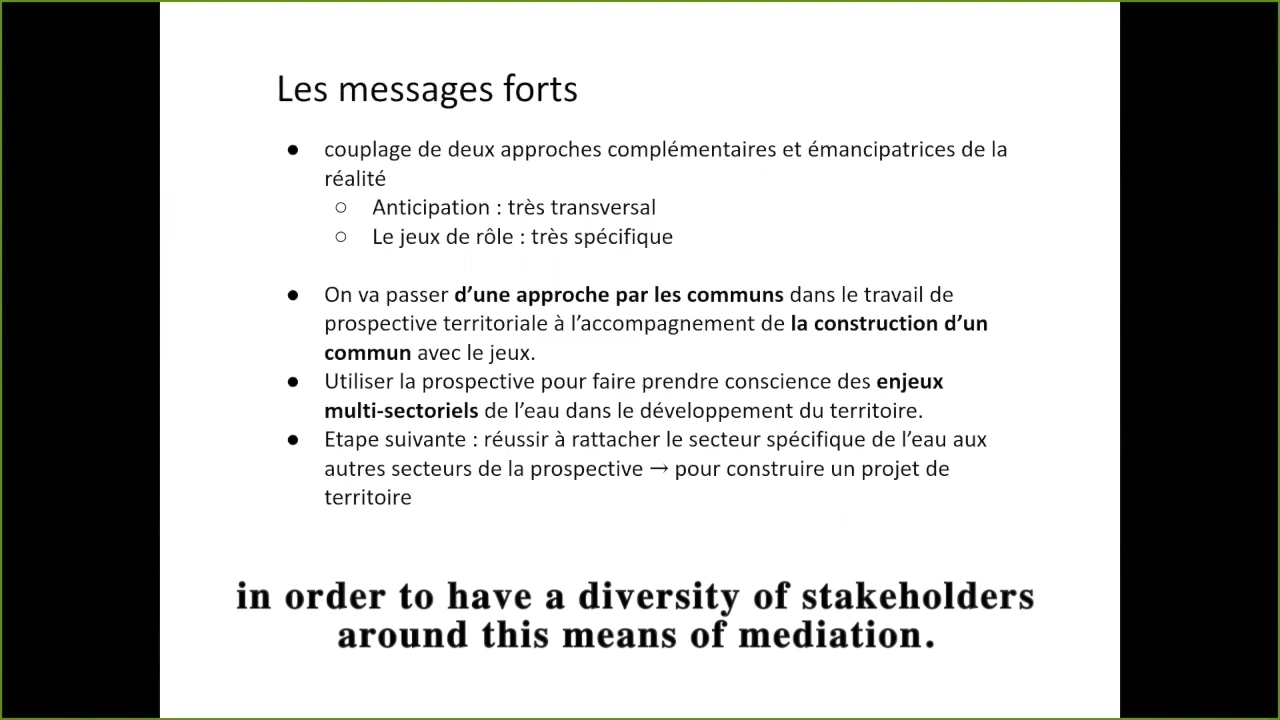 Les messages forts
● couplage de deux approches complémentaires et émancipatrices de la
réalité
○ Anticipation : très transversal
○ Le jeux de rôle : très spécifique
● On va passer d’une approche par les communs dans le travail de
prospective territoriale à l’accompagnement de la construction d’un
commun avec le jeux.
● Utiliser la prospective pour faire prendre conscience des enjeux
multi-sectoriels de l’eau dans le développement du territoire.
● Etape suivante : réussir à rattacher le secteur spécifique de l’eau aux
autres secteurs de la prospective → pour construire un projet de
territoire
in order to have a diversity of stakeholders
around this means of mediation.